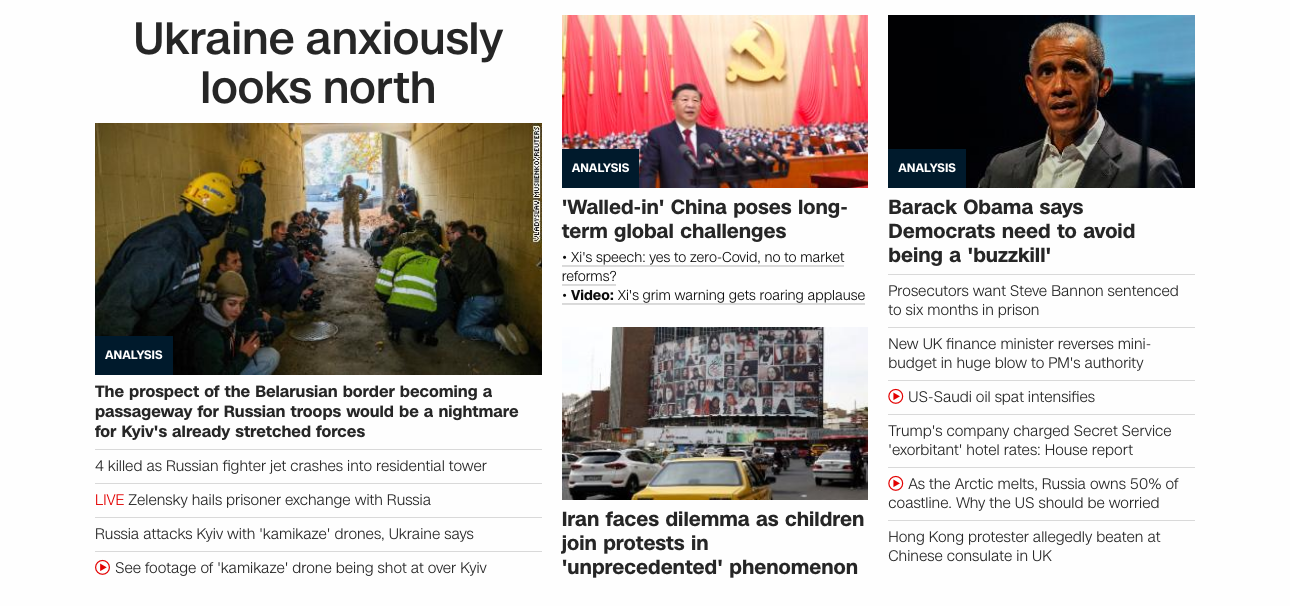 Ukraine anxiously
looks north
VLADYSLAV MUSIIENKO/REUTERS
ANALYSIS
The prospect of the Belarusian border becoming a
passageway for Russian troops would be a nightmare
for Kyiv's already stretched forces
4 killed as Russian fighter jet crashes into residential tower
LIVE Zelensky hails prisoner exchange with Russia
Russia attacks Kyiv with 'kamikaze' drones, Ukraine says
See footage of 'kamikaze' drone being shot at over Kyiv
ANALYSIS
'Walled-in' China poses long-
term global challenges
• Xi's speech: yes to zero-Covid, no to market
reforms?
• Video: Xi's grim warning gets roaring applause
Iran faces dilemma as children
join protests in
'unprecedented' phenomenon
ANALYSIS
Barack Obama says
Democrats need to avoid
being a 'buzzkill'
Prosecutors want Steve Bannon sentenced
to six months in prison
New UK finance minister reverses mini-
budget in huge blow to PM's authority
US-Saudi oil spat intensifies
Trump's company charged Secret Service
'exorbitant' hotel rates: House report
As the Arctic melts, Russia owns 50% of
coastline. Why the US should be worried
Hong Kong protester allegedly beaten at
Chinese consulate in UK